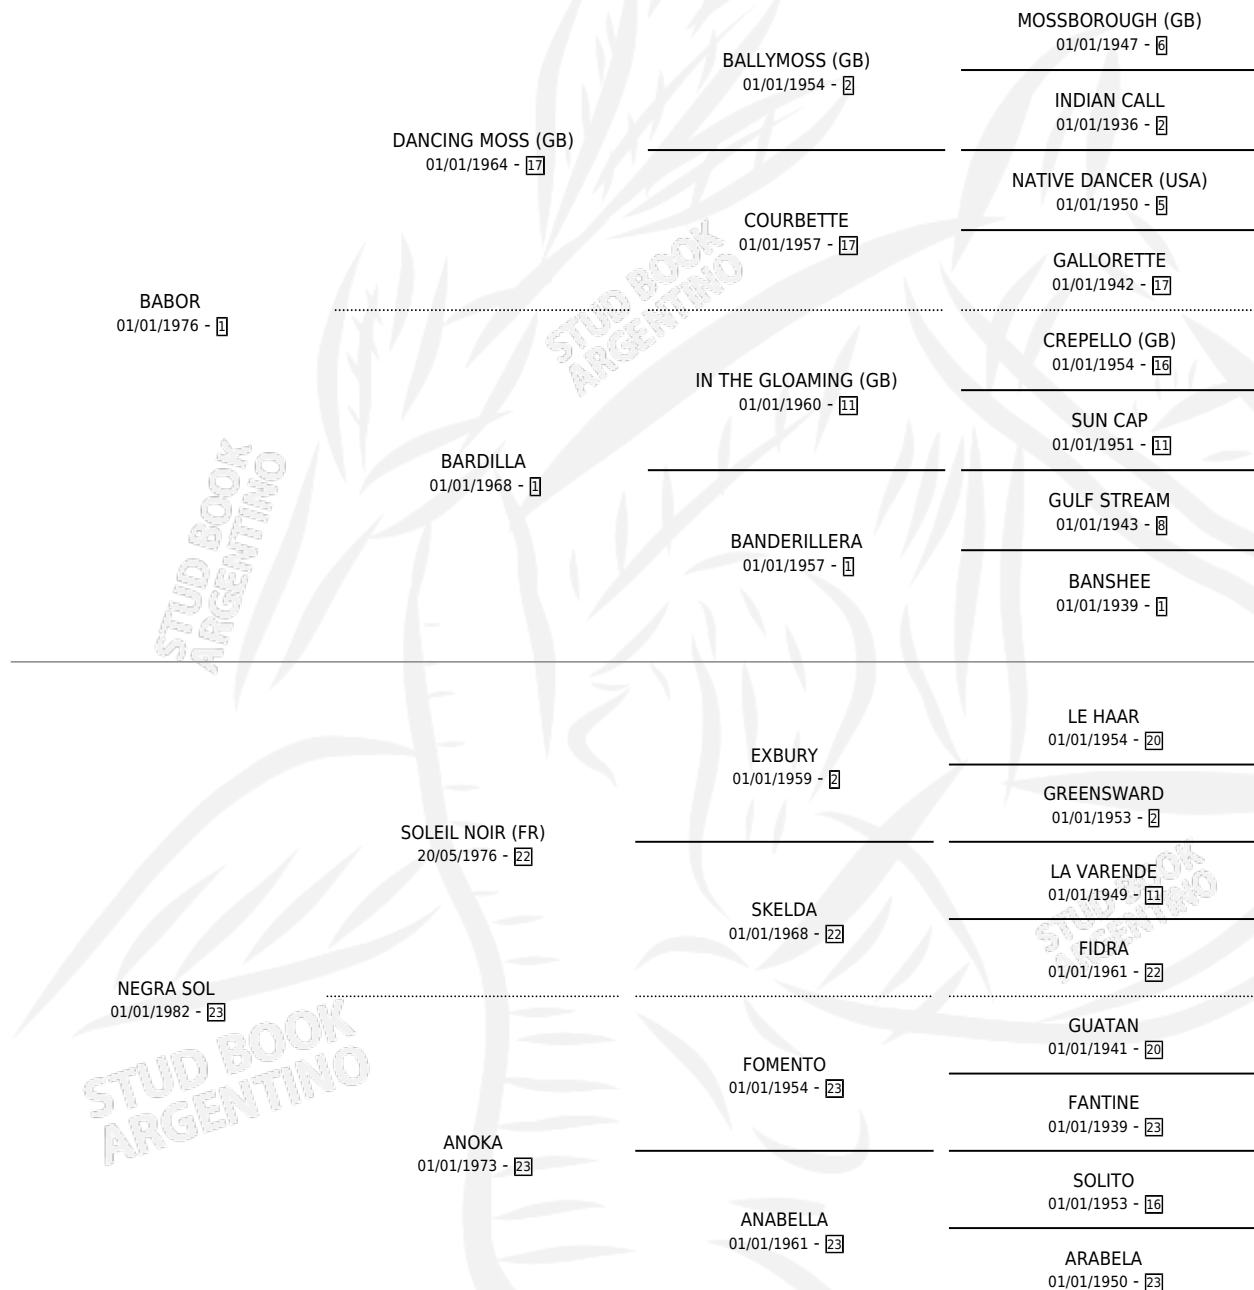 MOSSBOROUGH (GB)
01/01/1947 - 6
BALLYMOSS (GB)
01/01/1954 - 2
INDIAN CALL
01/01/1936 - 2
DANCING MOSS (GB)
01/01/1964 - 17
NATIVE DANCER (USA)
01/01/1950 - 5
COURBETTE
01/01/1957 - 17
GALLORETTE
01/01/1942 - 17
BABOR
01/01/1976 - 1
CREPELLO (GB)
01/01/1954 - 16
IN THE GLOAMING (GB)
01/01/1960 - 11
SUN CAP
01/01/1951 - 11
BARDILLA
01/01/1968 - 1
GULF STREAM
01/01/1943 - 8
BANDERILLERA
01/01/1957 - 1
BANSHEE
01/01/1939 - 1
LE HAAR
01/01/1954 - 20
EXBURY
01/01/1959 - 2
GREENSWARD
01/01/1953 - 2
SOLEIL NOIR (FR)
20/05/1976 - 22
LA VARENDE
01/01/1949 - 11
SKELDA
01/01/1968 - 22
FIDRA
01/01/1961 - 22
NEGRA SOL
01/01/1982 - 23
GUATAN
01/01/1941 - 20
FOMENTO
01/01/1954 - 23
FANTINE
01/01/1939 - 23
ANOKA
01/01/1973 - 23
SOLITO
01/01/1953 - 16
ANABELLA
01/01/1961 - 23
ARABELA
01/01/1950 - 23
STUD BOOK
ARGENTINO
STUD BOOK
ARGENTINO
STUD BOOK
ARGENTINO
STUD BOOK
ARGENTINO